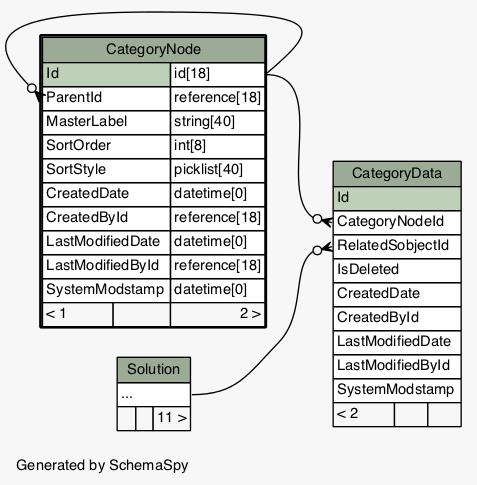 CategoryNode
Id id[18]
ParentId reference[18]
MasterLabel string[40]
SortOrder int[8]
SortStyle picklist[40]
CreatedDate datetime[0]
CreatedById reference[18]
LastModifiedDate datetime[0]
LastModifiedById reference[18]
SystemModstamp datetime[0]
< 1 2 >
CategoryData
Id
CategoryNodeId
RelatedSobjectId
IsDeleted
CreatedDate
CreatedById
LastModifiedDate
LastModifiedById
SystemModstamp
< 2
Solution
...
11 >
Generated by SchemaSpy